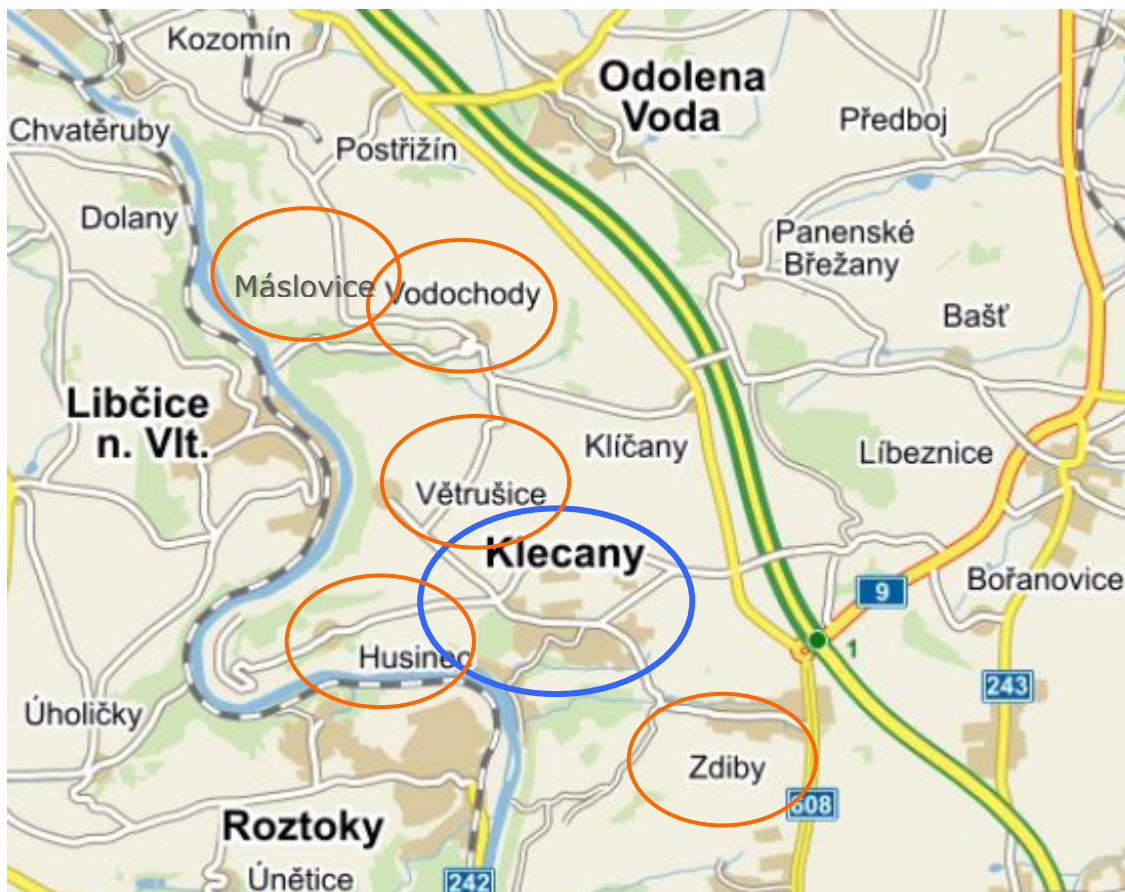 Kozomín
Odolena
Voda
Chvatěruby
Předboj
Postřižín
Dolany
Panenské
Břežany
Máslovice
Vodochody
Bašť
Libčice
n. Vlt.
Klíčany
Líbeznice
Větrušice
Klecany
Bořanovice
9
1
Husinec
243
Úholičky
Zdiby
608
Roztoky
Únětice
242